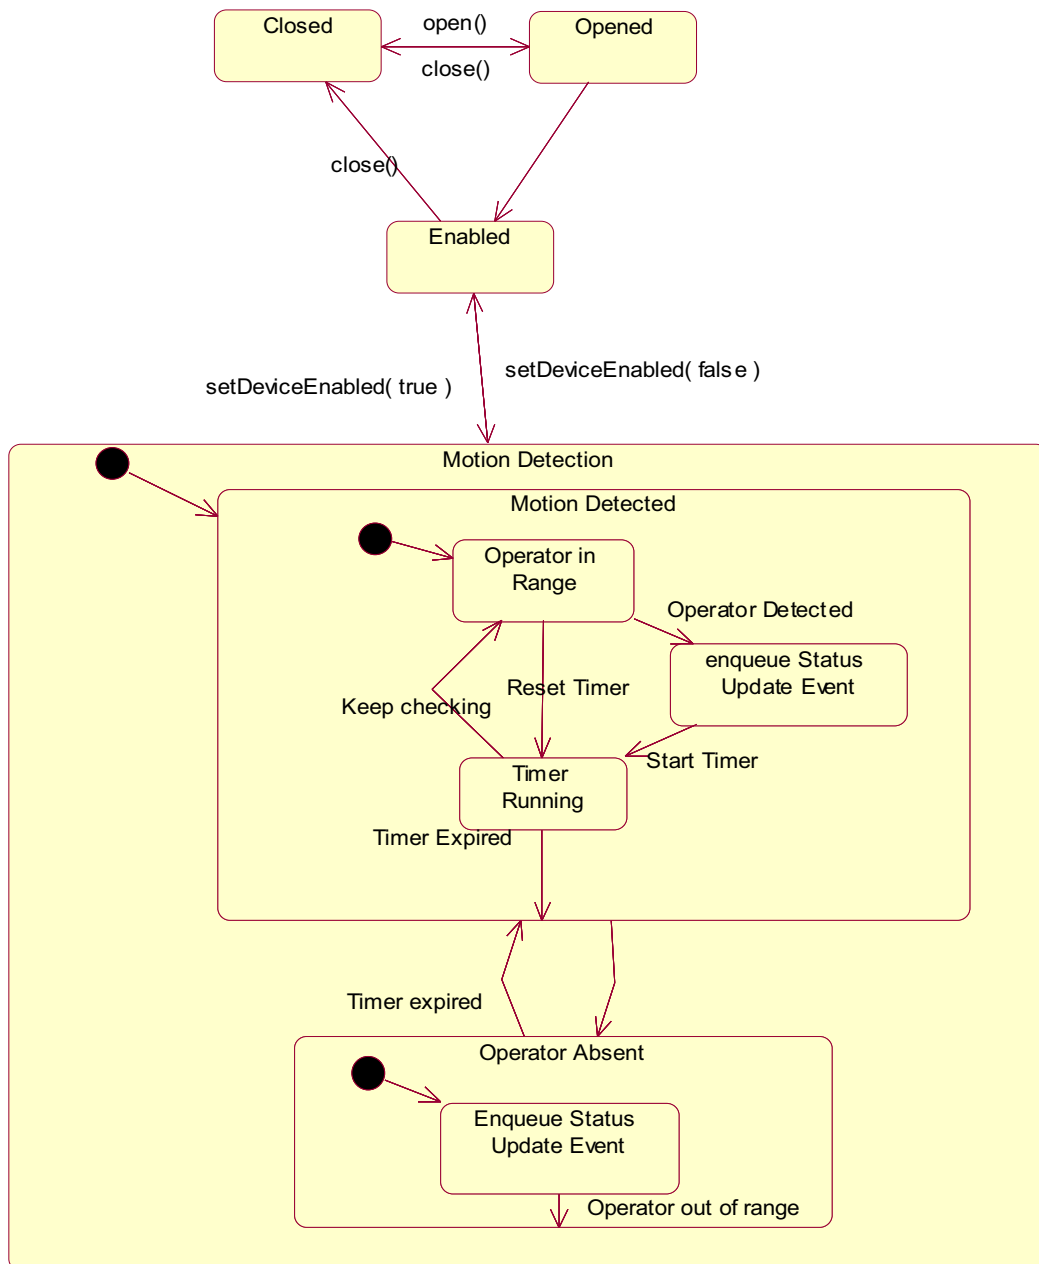 Closed
open()
Opened
close()
close()
Enabled
setDeviceEnabled( false )
setDeviceEnabled( true )
Motion Detection
Motion Detected
Operator in
Range
Operator Detected
enqueue Status
Update Event
Reset Timer
Keep checking
Start Timer
Timer
Running
Timer Expired
Timer expired
Operator Absent
Enqueue Status
Update Event
Operator out of range